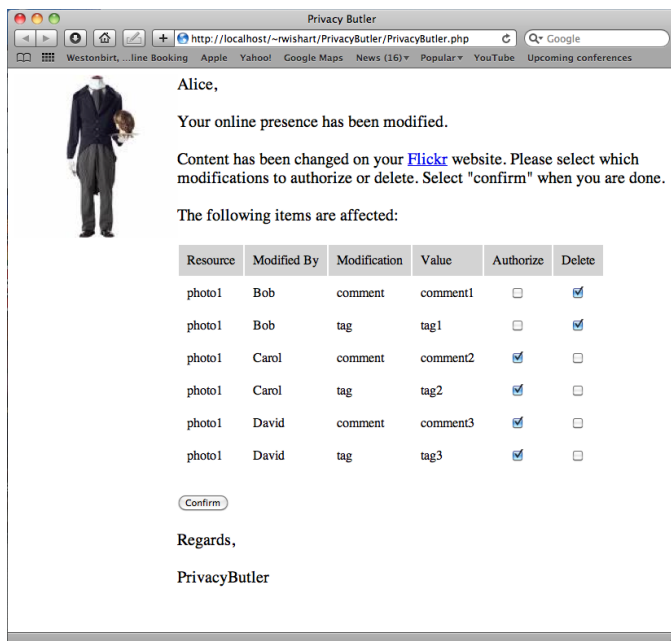 Privacy Butler
http://localhost/~rwishart/PrivacyButler/PrivacyButler.php
Google
Westonbirt, ...line Booking Apple Yahoo! Google Maps News (16) Popular YouTube Upcoming conferences
Alice,
Your online presence has been modified.
Content has been changed on your Flickr website. Please select which
modifications to authorize or delete. Select "confirm" when you are done.
The following items are affected:
Resource Modified By Modification Value Authorize Delete
photo1 Bob comment comment1
photo1 Bob tag tag1
photo1 Carol comment comment2
photo1 Carol tag tag2
photo1 David comment comment3
photo1 David tag tag3
Confirm
Regards,
PrivacyButler